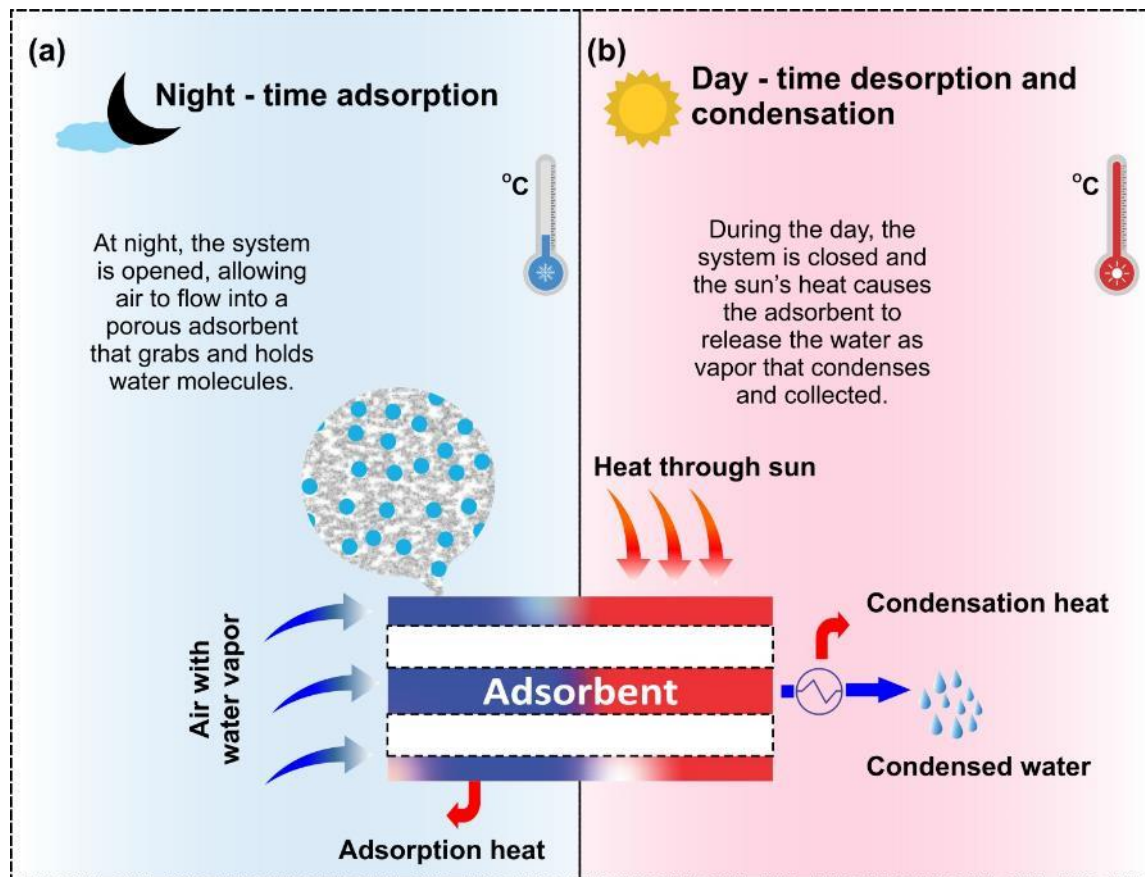 (a)
Night - time adsorption
°C
At night, the system
is opened, allowing
air to flow into a
porous adsorbent
that grabs and holds
water molecules.
Air with
water vapor
Adsorbent
Adsorption heat
(b)
Day - time desorption and
condensation
°C
During the day, the
system is closed and
the sun’s heat causes
the adsorbent to
release the water as
vapor that condenses
and collected.
Heat through sun
Condensation heat
Condensed water